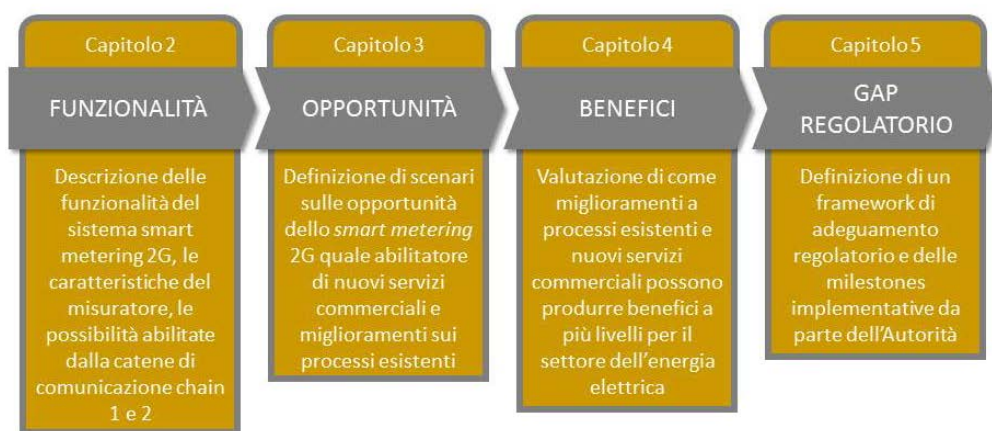 Capitolo 2
FUNZIONALITÀ
Descrizione delle
funzionalità del
sistema smart
metering 2G, le
caratteristiche del
misuratore, le
possibilità abilitate
dalla catene di
comunicazione chain
1 e 2
Capitolo 3
OPPORTUNITÀ
Definizione di scenari
sulle opportunità
dello smart metering
2G quale abilitatore
di nuovi servizi
commerciali e
miglioramenti sui
processi esistenti
Capitolo 4
BENEFICI
Valutazione di come
miglioramenti a
processi esistenti e
nuovi servizi
commerciali possono
produrre benefici a
più livelli per il
settore dell'energia
elettrica
Capitolo 5
GAP
REGOLATORIO
Definizione di un
framework di
adeguamento
regolatorio e delle
milestones
implementative da
parte dell'Autorità